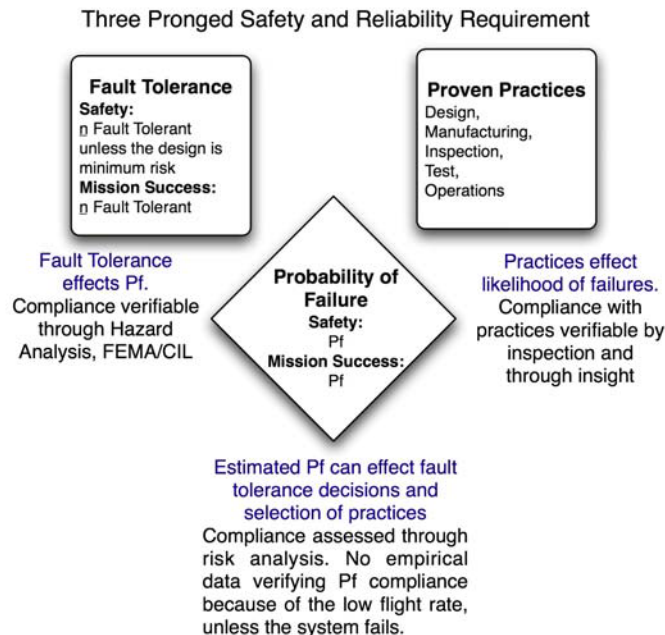 Three Pronged Safety and Reliability Requirement
Fault Tolerance
Safety:
n Fault Tolerant
unless the design is
minimum risk
Mission Success:
n Fault Tolerant
Proven Practices
Design,
Manufacturing,
Inspection,
Test,
Operations
Fault Tolerance
effects Pf.
Compliance verifiable
through Hazard
Analysis, FEMA/CIL
Probability of
Failure
Safety:
Pf
Mission Success:
Pf
Practices effect
likelihood of failures.
Compliance with
practices verifiable by
inspection and
through insight
Estimated Pf can effect fault
tolerance decisions and
selection of practices
Compliance assessed through
risk analysis. No empirical
data verifying Pf compliance
because of the low flight rate,
unless the system fails.